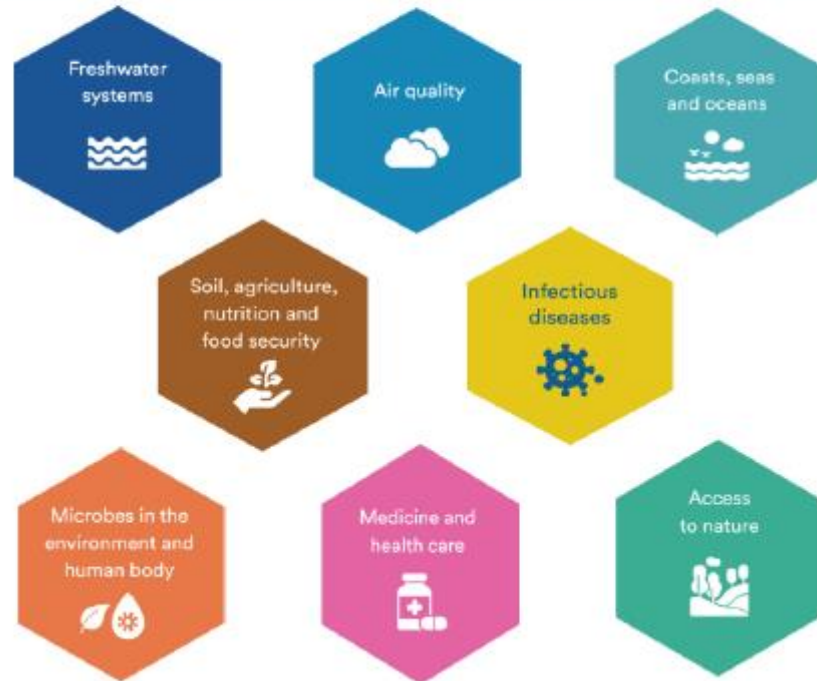 Freshwater
systems
Air quality
Coasts, seas
and oceans
Soil, agriculture,
nutrition and
food security
Infectious
diseases
Microbes in the
environment and
human body
Medicine and
health care
Access
to nature